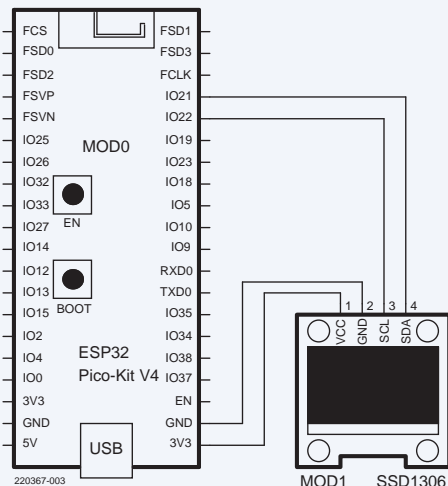 FCS
FSD0
FSD2
FSVP
FSVN
IO25
IO26
IO32
IO33
IO27
IO14
IO12
IO13
IO15
IO2
IO4
IO0
3V3
GND
5V
MOD0
EN
BOOT
ESP32
Pico-Kit V4
USB
FSD1
FSD3
FCLK
IO21
IO22
IO19
IO23
IO18
IO5
IO10
IO9
RXD0
TXD0
IO35
IO34
IO38
IO37
EN
GND
3V3
1 2 3 4
VCC
GND
SCL
SDA
220367-003
MOD1 SSD1306